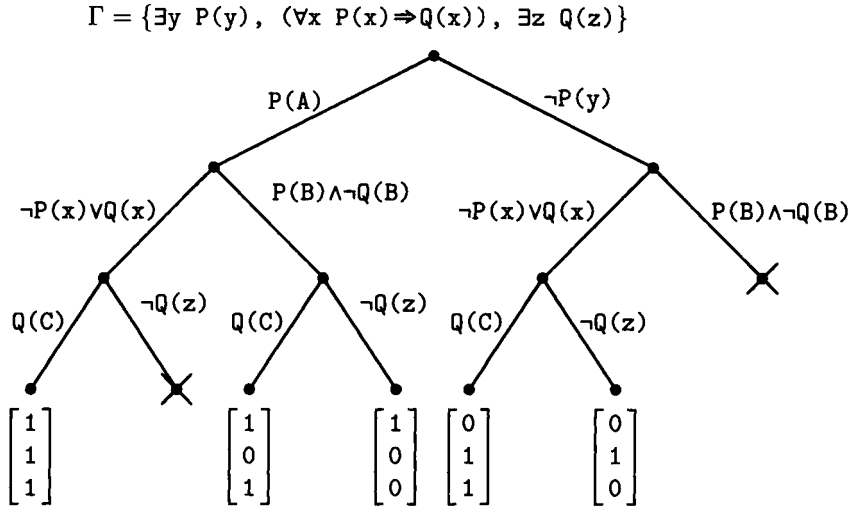 Γ = {∃y P(y), (∀x P(x)⇒Q(x)), ∃z Q(z)}
P(A) ¬P(y)
¬P(x)∨Q(x) P(B)∧¬Q(B) ¬P(x)∨Q(x) P(B)∧¬Q(B)
Q(C) ¬Q(z) Q(C) ¬Q(z) Q(C) ¬Q(z)
[1] [1] [1] [0] [0]
[1] [0] [0] [1] [1]
[1] [1] [0] [1] [0]